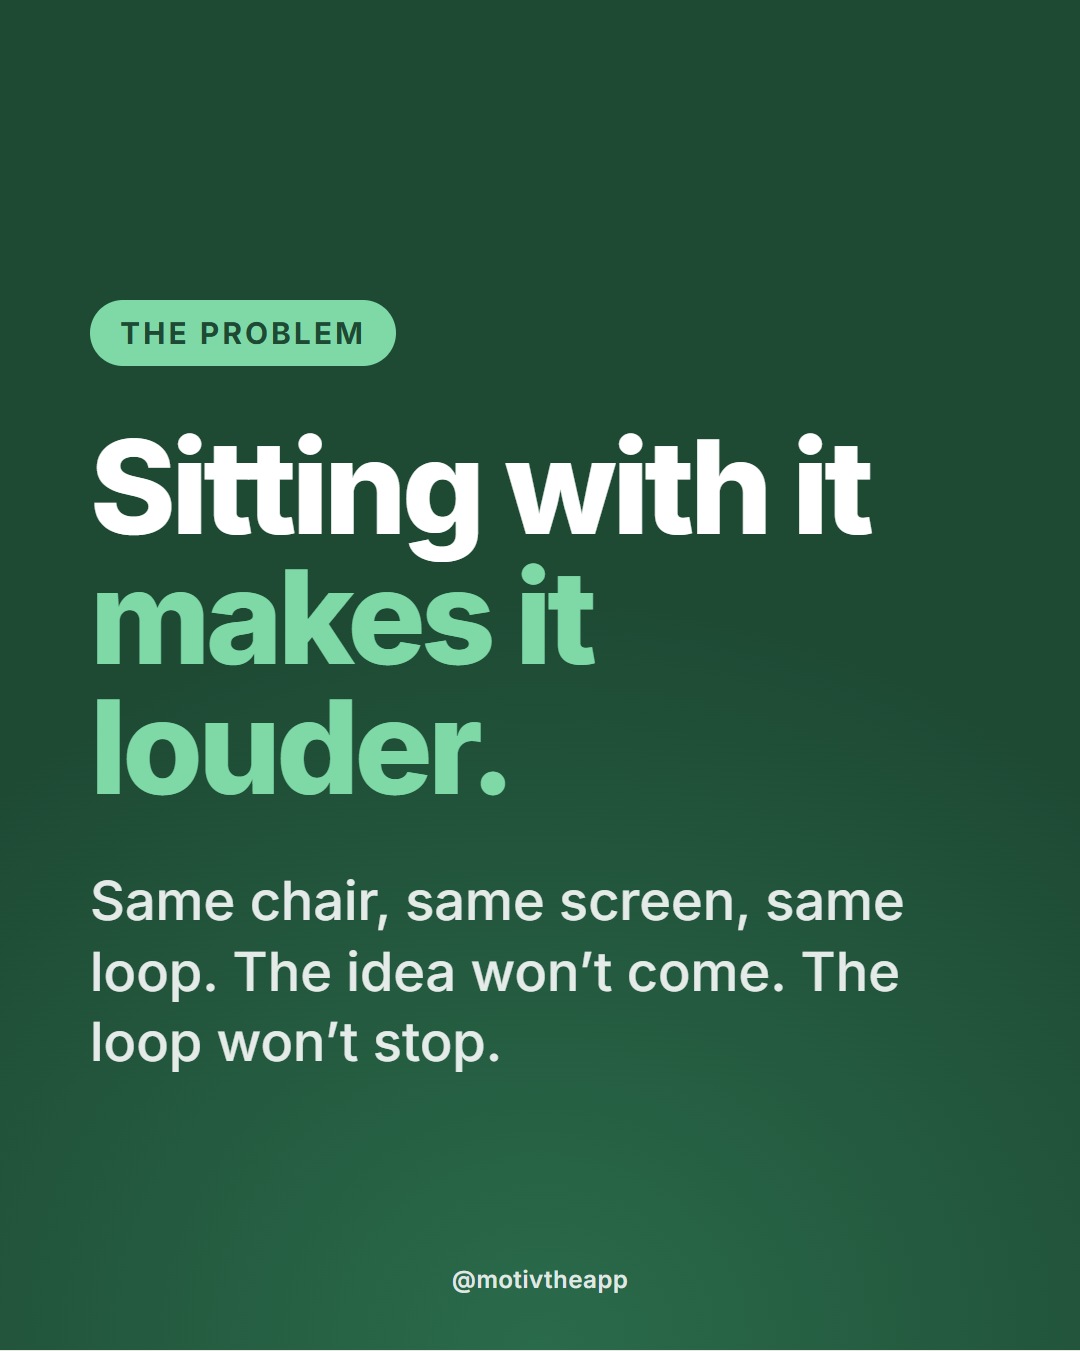 THE PROBLEM
Sitting with it
makes it
louder.
Same chair, same screen, same
loop. The idea won’t come. The
loop won’t stop.
@motivtheapp